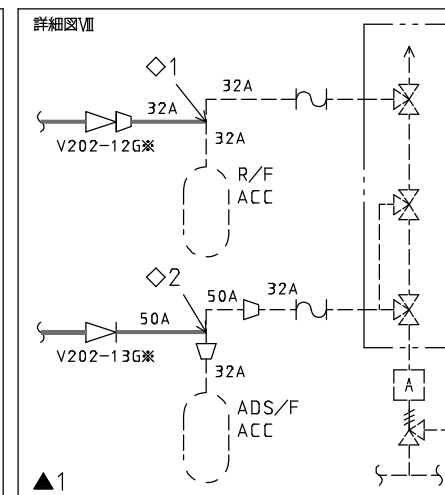 詳細図Ⅶ
◇1
32A
32A
32A
V202-12G※
R/F
ACC
◇2
50A
32A
50A
V202-13G※
32A
A
ADS/F
ACC
▲1